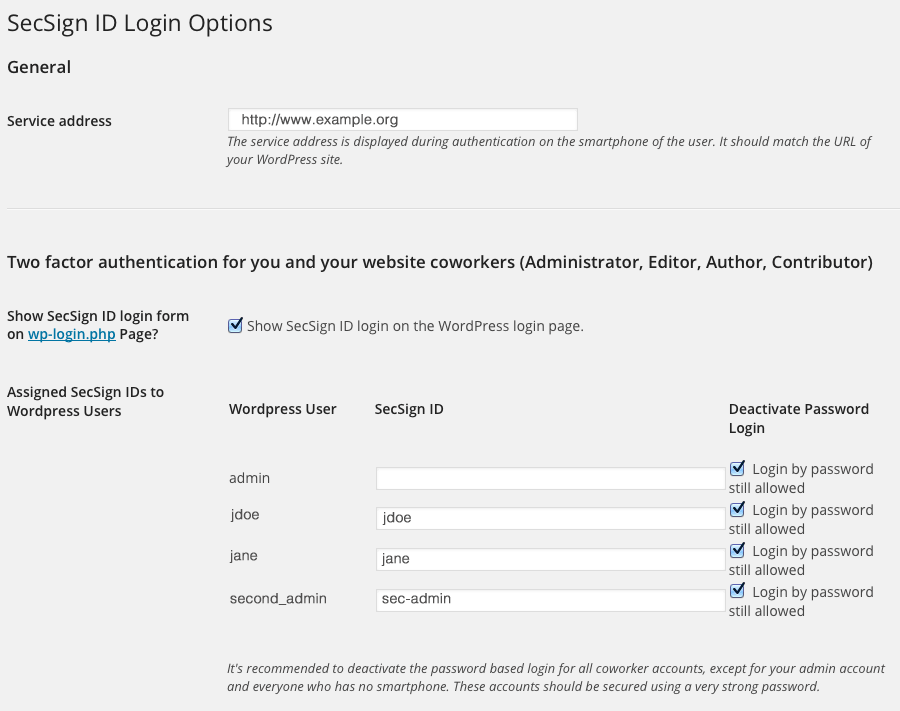 SecSign ID Login Options
General
Service address
http://www.example.org
The service address is displayed during authentication on the smartphone of the user. It should match the URL of
your WordPress site.
Two factor authentication for you and your website coworkers (Administrator, Editor, Author, Contributor)
Show SecSign ID login form
on wp-login.php Page?
Show SecSign ID login on the WordPress login page.
Assigned SecSign IDs to
Wordpress Users
Wordpress User
SecSign ID
Deactivate Password
Login
admin
Login by password
still allowed
jdoe
jdoe
Login by password
still allowed
jane
jane
Login by password
still allowed
second_admin
sec-admin
Login by password
still allowed
It's recommended to deactivate the password based login for all coworker accounts, except for your admin account
and everyone who has no smartphone. These accounts should be secured using a very strong password.